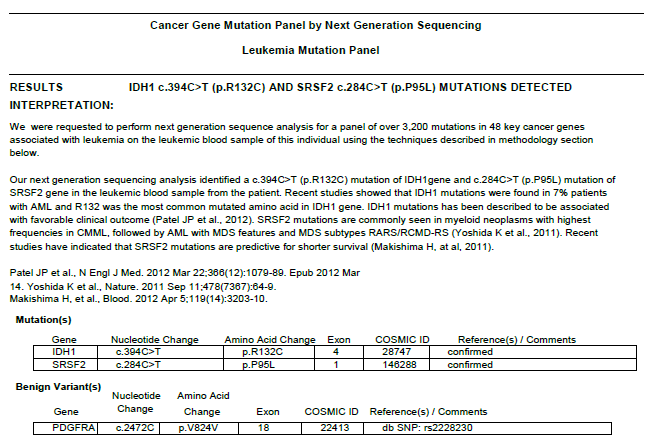 Cancer Gene Mutation Panel by Next Generation Sequencing
Leukemia Mutation Panel
RESULTS IDH1 c.394C>T (p.R132C) AND SRSF2 c.284C>T (p.P95L) MUTATIONS DETECTED
INTERPRETATION:
We were requested to perform next generation sequence analysis for a panel of over 3,200 mutations in 48 key cancer genes
associated with leukemia on the leukemic blood sample of this individual using the techniques described in methodology section
below.
Our next generation sequencing analysis identified a c.394C>T (p.R132C) mutation of IDH1gene and c.284C>T (p.P95L) mutation of
SRSF2 gene in the leukemic blood sample from the patient. Recent studies showed that IDH1 mutations were found in 7% patients
with AML and R132 was the most common mutated amino in IDH1 gene. IDH1 mutations has been described to be associated
with favorable clinical outcome (Patel JP et al., 2012). SRSF2 mutations are commonly seen in myeloid neoplasms with highest
frequencies in CMML, followed by AML with MDS features and MDS subtypes RARS/RCMD-RS (Yoshida K et al., 2011). Recent
studies have indicated that SRSF2 mutations are predictive for shorter survival (Makishima H, at al, 2011).
Patel JP et al., N Engl J Med. 2012 Mar 22;366(12):1079-89. Epub 2012 Mar
14. Yoshida K et al., Nature. 2011 Sep 11;478(7367):64-9.
Makishima H, et al., Blood. 2012 Apr 5;119(14):3203-10.
Mutation(s)
Gene Nucleotide Change Amino Acid Change Exon COSMIC ID Reference(s) / Comments
IDH1 c.394C>T p.R132C 4 28747 confirmed
SRSF2 c.284C>T p.P95L 1 146288 confirmed
Benign Variant(s)
Nucleotide Amino Acid
Gene Change Change Exon COSMIC ID Reference(s) / Comments
PDGFRA c.2472C p.V824V 18 22413 db SNP: rs2228230